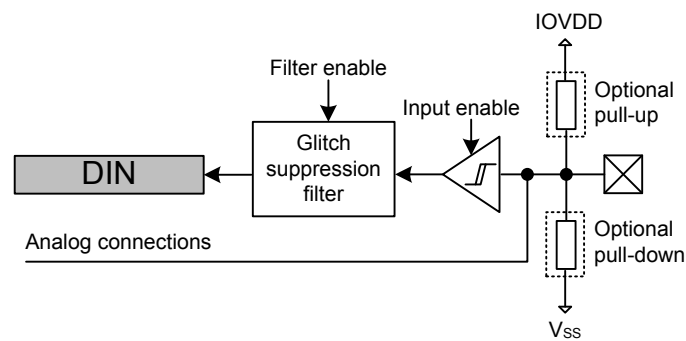 IOVDD
Filter enable
Optional
pull-up
Input enable
Glitch
suppression
filter
DIN
Analog connections
Optional
pull-down
VSS